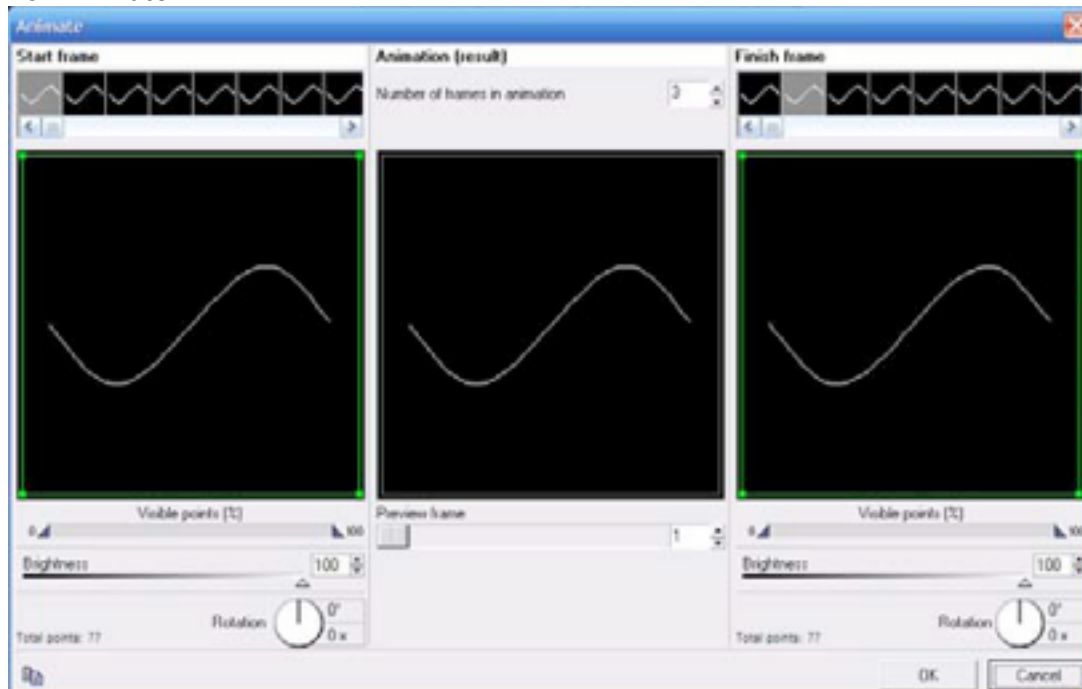 Animate
Start frame
Animation (result)
Finish frame
Number of frames in animation
3
Visible points (%)
0
100
Preview frame
1
Visible points (%)
0
100
Brightness
100
Brightness
100
Rotation
0°
0 x
Rotation
0°
0 x
Total points: 77
Total points: 77
OK
Cancel